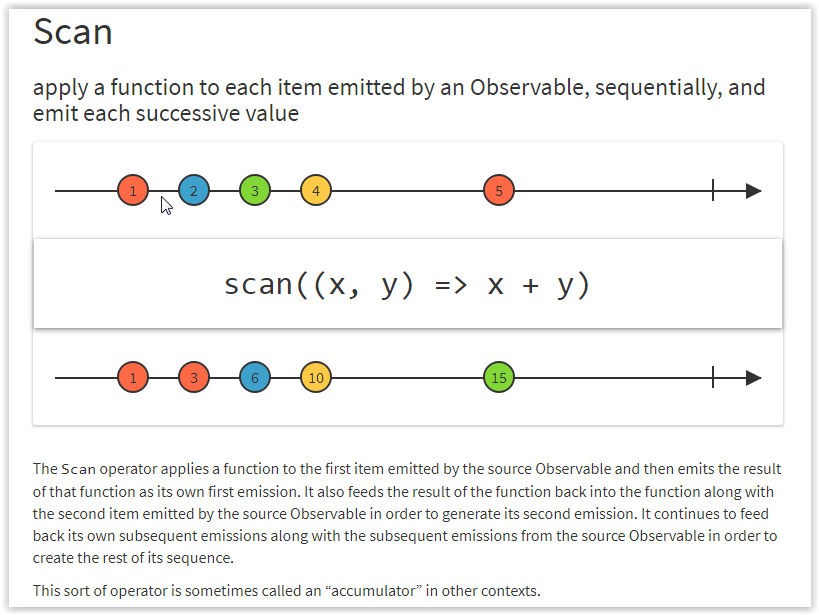 Scan
apply a function to each item emitted by an Observable, sequentially, and
emit each successive value
1 2 3 4 5
scan((x, y) => x + y)
1 3 6 10 15
The Scan operator applies a function to the first item emitted by the source Observable and then emits the result
of that function as its own first emission. It also feeds the result of the function back into the function along with
the second item emitted by the source Observable in order to generate its second emission. It continues to feed
back its own subsequent emissions along with the subsequent emissions from the source Observable in order to
create the rest of its sequence.
This sort of operator is sometimes called an “accumulator” in other contexts.